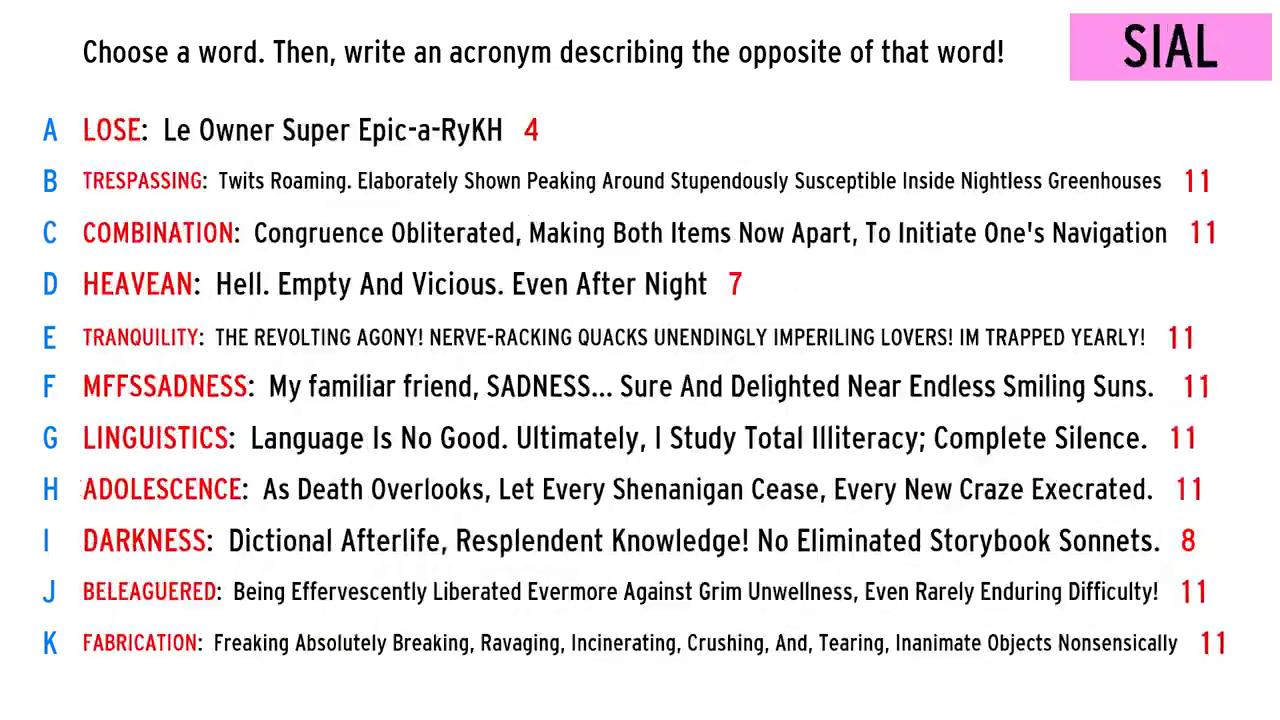 Choose a word. Then, write an acronym describing the opposite of that word!
SIAL
A LOSE: Le Owner Super Epic-a-RyKH 4
B TRESPASSING: Twits Roaming. Elaborately Shown Peaking Around Stupendously Susceptible Inside Nightless Greenhouses 11
C COMBINATION: Congruence Obliterated, Making Both Items Now Apart, To Initiate One's Navigation 11
D HEAVEAN: Hell. Empty And Vicious. Even After Night 7
E TRANQUILITY: THE REVOLTING AGONY! NERVE-RACKING QUACKS UNENDINGLY IMPERILING LOVERS! IM TRAPPED YEARLY! 11
F MFFSSADNESS: My familiar friend, SADNESS... Sure And Delighted Near Endless Smiling Suns. 11
G LINGUISTICS: Language Is No Good. Ultimately, I Study Total Illiteracy; Complete Silence. 11
H ADOLESCENCE: As Death Overlooks, Let Every Shenanigan Cease, Every New Craze Execrated. 11
I DARKNESS: Dictional Afterlife, Resplendent Knowledge! No Eliminated Storybook Sonnets. 8
J BELEAGUERED: Being Effervescently Liberated Evermore Against Grim Unwellness, Even Rarely Enduring Difficulty! 11
K FABRICATION: Freaking Absolutely Breaking, Ravaging, Incinerating, Crushing, And, Tearing, Inanimate Objects Nonsensically 11